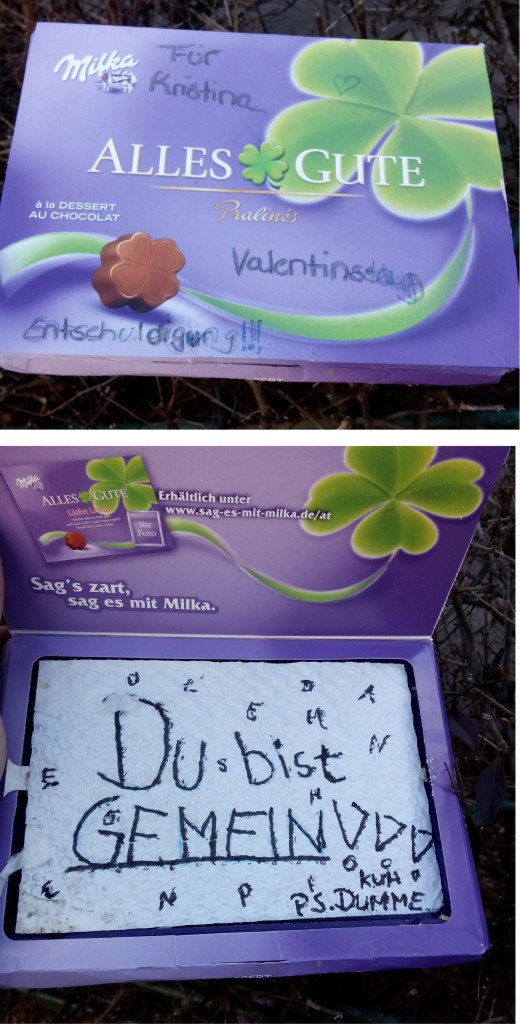 Milka
Für
Kristina
ALLES GUTE
Pralinés
à la DESSERT
AU CHOCOLAT
Valentinstag
Entschuldigung!!!
Milka
ALLES GUTE
Ihr
Foto
Erhältlich unter
www.sag-es-mit-milka.de/at
Sag's zart,
sag es mit Milka.
Du bist
GEMEIN
KUH
PS. DUMME